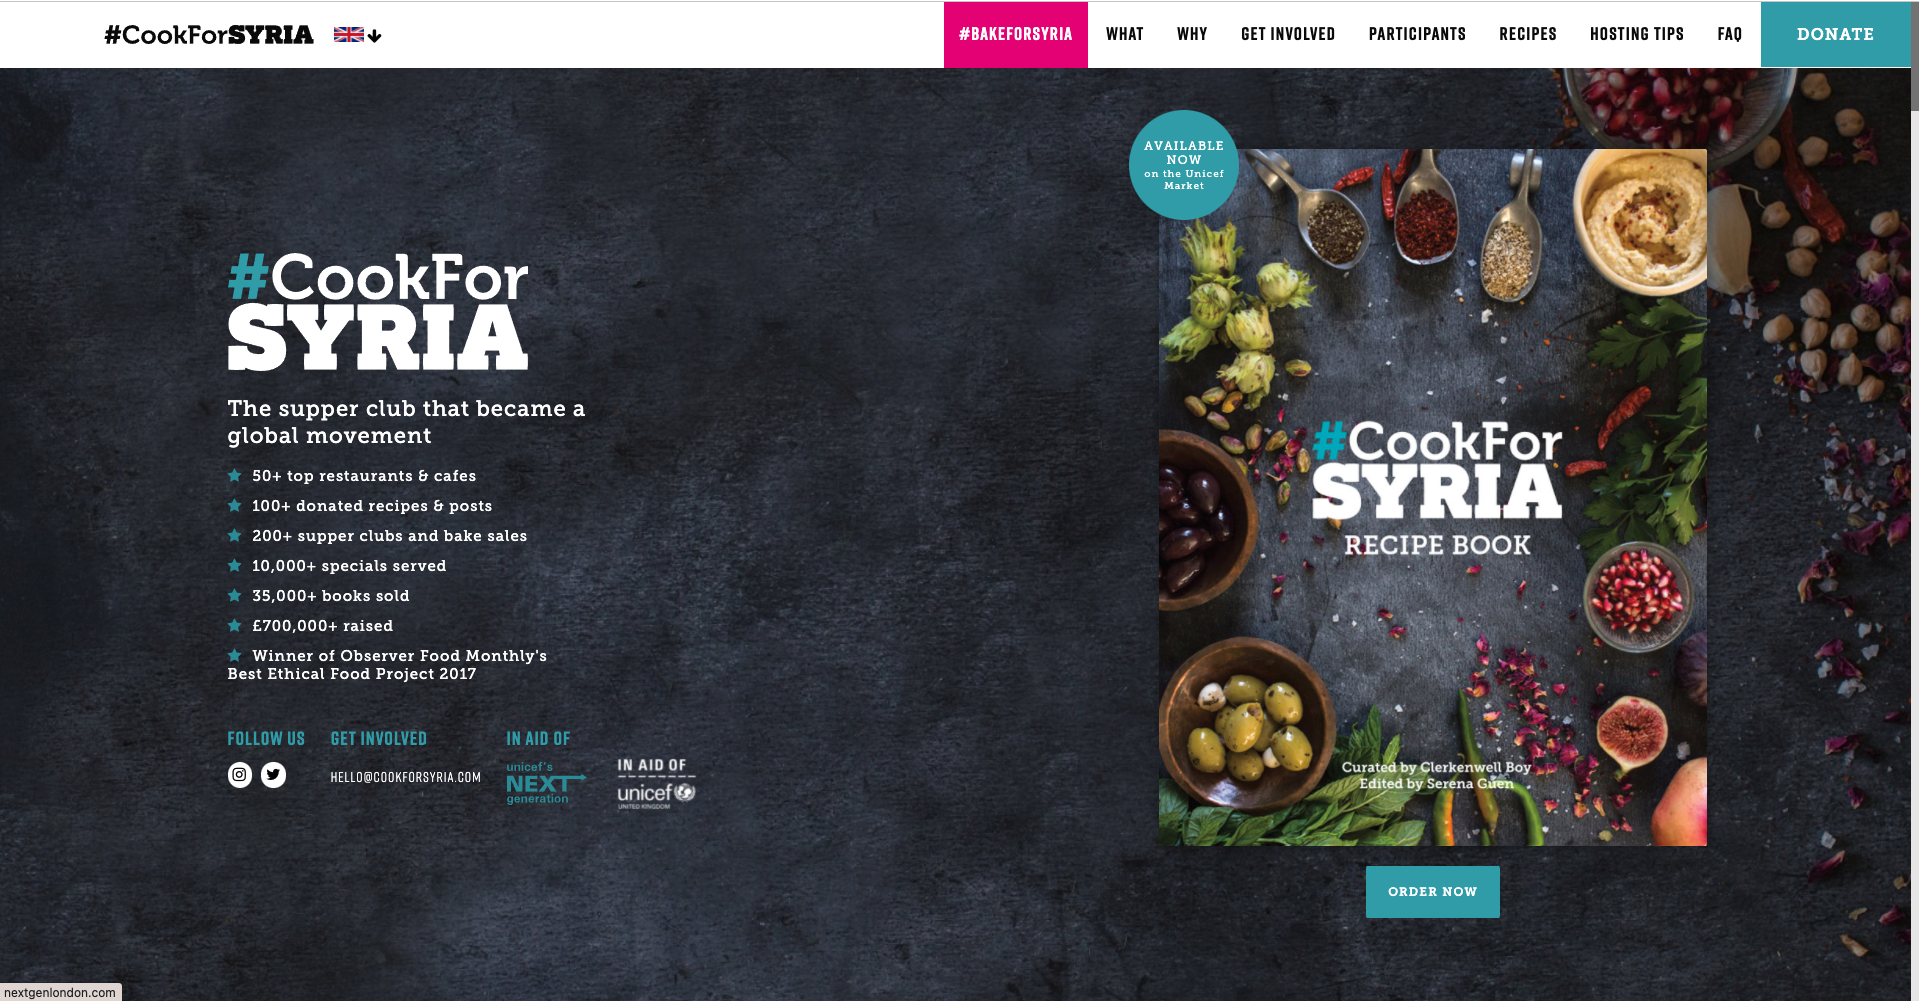 #CookForSYRIA
#BAKEFORSYRIA
WHAT
WHY
GET INVOLVED
PARTICIPANTS
RECIPES
HOSTING TIPS
FAQ
DONATE
#CookFor
SYRIA
The supper club that became a
global movement
50+ top restaurants & cafes
100+ donated recipes & posts
200+ supper clubs and bake sales
10,000+ specials served
35,000+ books sold
£700,000+ raised
Winner of Observer Food Monthly's
Best Ethical Food Project 2017
FOLLOW US
GET INVOLVED
HELLO@COOKFORSYRIA.COM
IN AID OF
unicef's
NEXT
generation
IN AID OF
unicef
UNITED KINGDOM
AVAILABLE
NOW
on the Unicef
Market
#CookFor
SYRIA
RECIPE BOOK
Curated by Clerkenwell Boy
Edited by Serena Guen
ORDER NOW
nextgenlondon.com